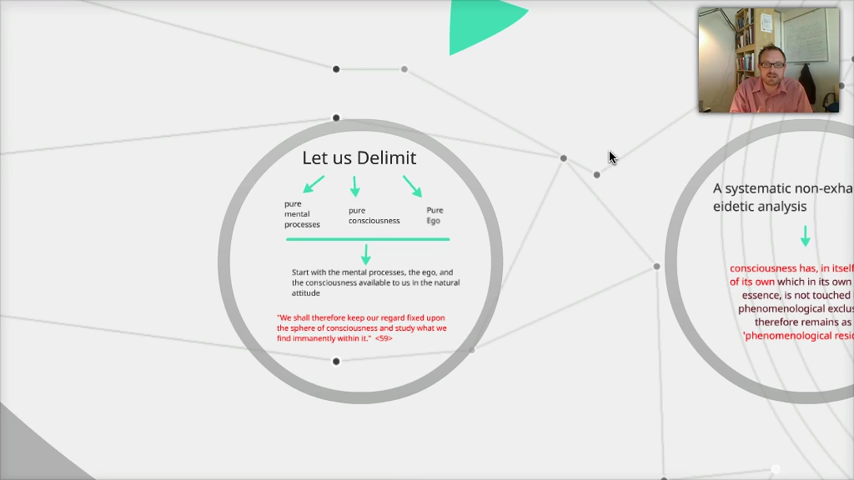 Let us Delimit
pure
mental
processes
pure
consciousness
Pure
Ego
Start with the mental processes, the ego, and
the consciousness available to us in the natural
attitude
"We shall therefore keep our regard fixed upon
the sphere of consciousness and study what we
find immanently within it." <59>
A systematic non-exha
eidetic analysis
consciousness has, in itself
of its own which in its own
essence, is not touched
phenomenological exclus
therefore remains as
'phenomenological resid